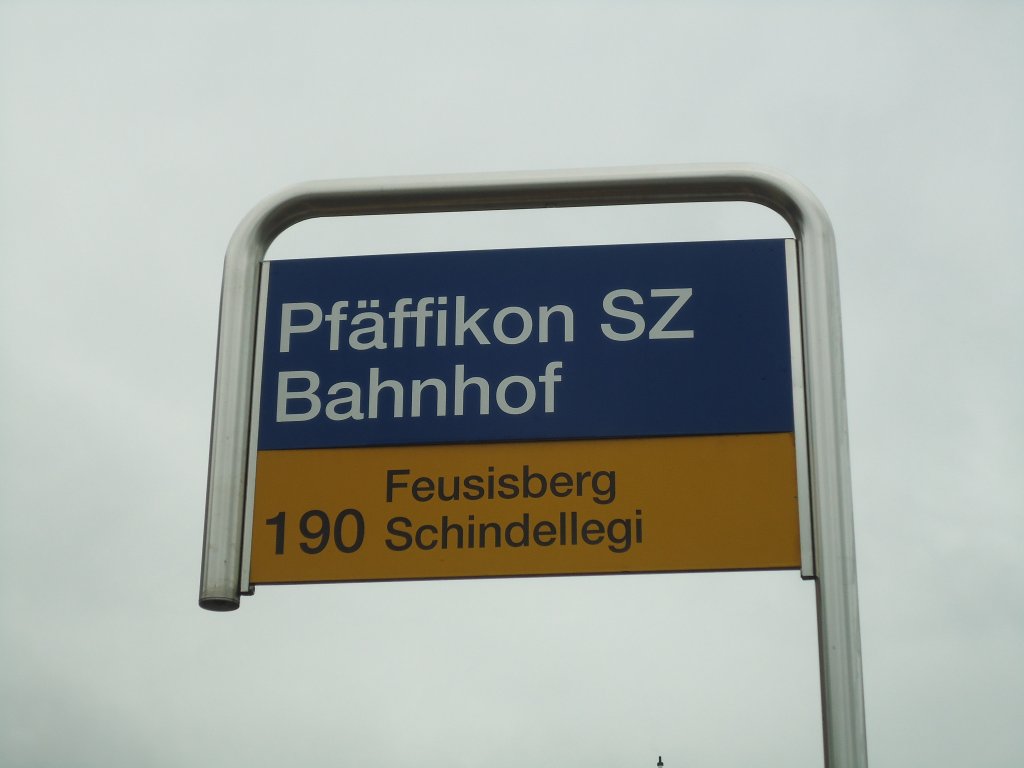 Pfäffikon SZ
Bahnhof
Feusisberg
190 Schindellegi